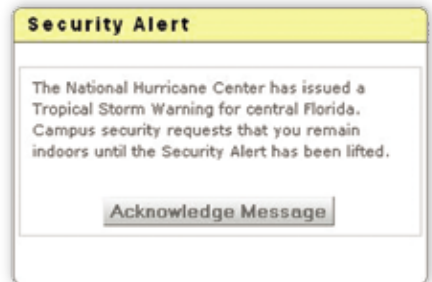 Security Alert
The National Hurricane Center has issued a
Tropical Storm Warning for central Florida.
Campus security requests that you remain
indoors until the Security Alert has been lifted.
Acknowledge Message